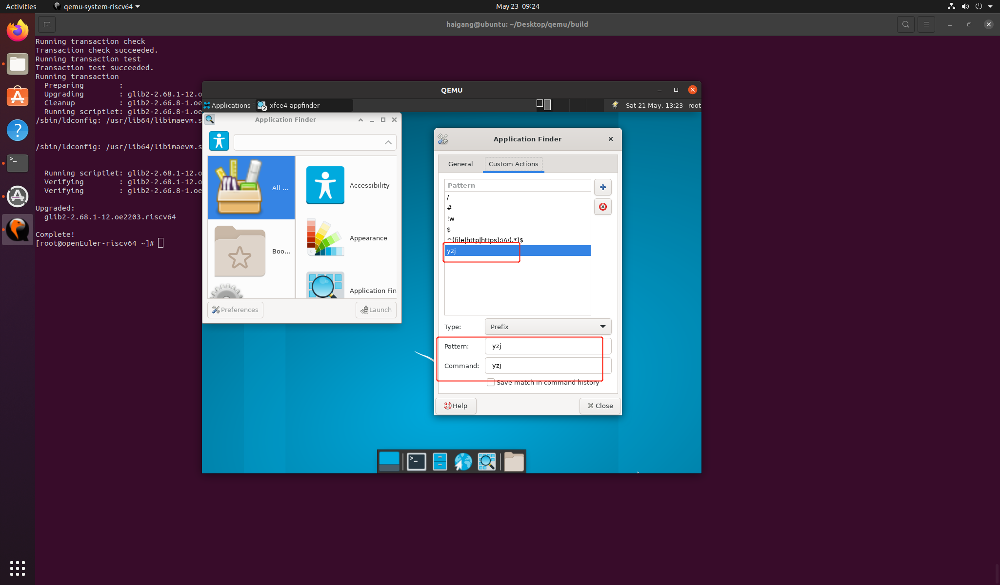 Activities
qemu-system-riscv64
May 23 09:24
haigang@ubuntu: ~/Desktop/qemu/build
Running transaction check
Transaction check succeeded.
Running transaction test
Transaction test succeeded.
Running transaction
Preparing :
Upgrading : glib2-2.68.1-12.o
Cleanup : glib2-2.66.8-1.oe
Running scriptlet: glib2-2.66.8-1.oe
/sbin/ldconfig: /usr/lib64/libimaevm.s
/sbin/ldconfig: /usr/lib64/libimaevm.s
Running scriptlet: glib2-2.68.1-12.o
Verifying : glib2-2.68.1-12.o
Verifying : glib2-2.66.8-1.oe
Upgraded:
glib2-2.68.1-12.oe2203.riscv64
Complete!
[root@openEuler-riscv64 ~]#
QEMU
Applications
2
xfce4-appfinder
Sat 21 May, 13:23
root
Application Finder
All ...
Boo...
Accessibility
Appearance
Application Fin
Preferences
Launch
Application Finder
General
Custom Actions
Pattern
/
#
!w
$
^(file|http|https):\/\/(.*)$
yzj
Type:
Prefix
Pattern:
yzj
Command:
yzj
Save match in command history
Help
Close